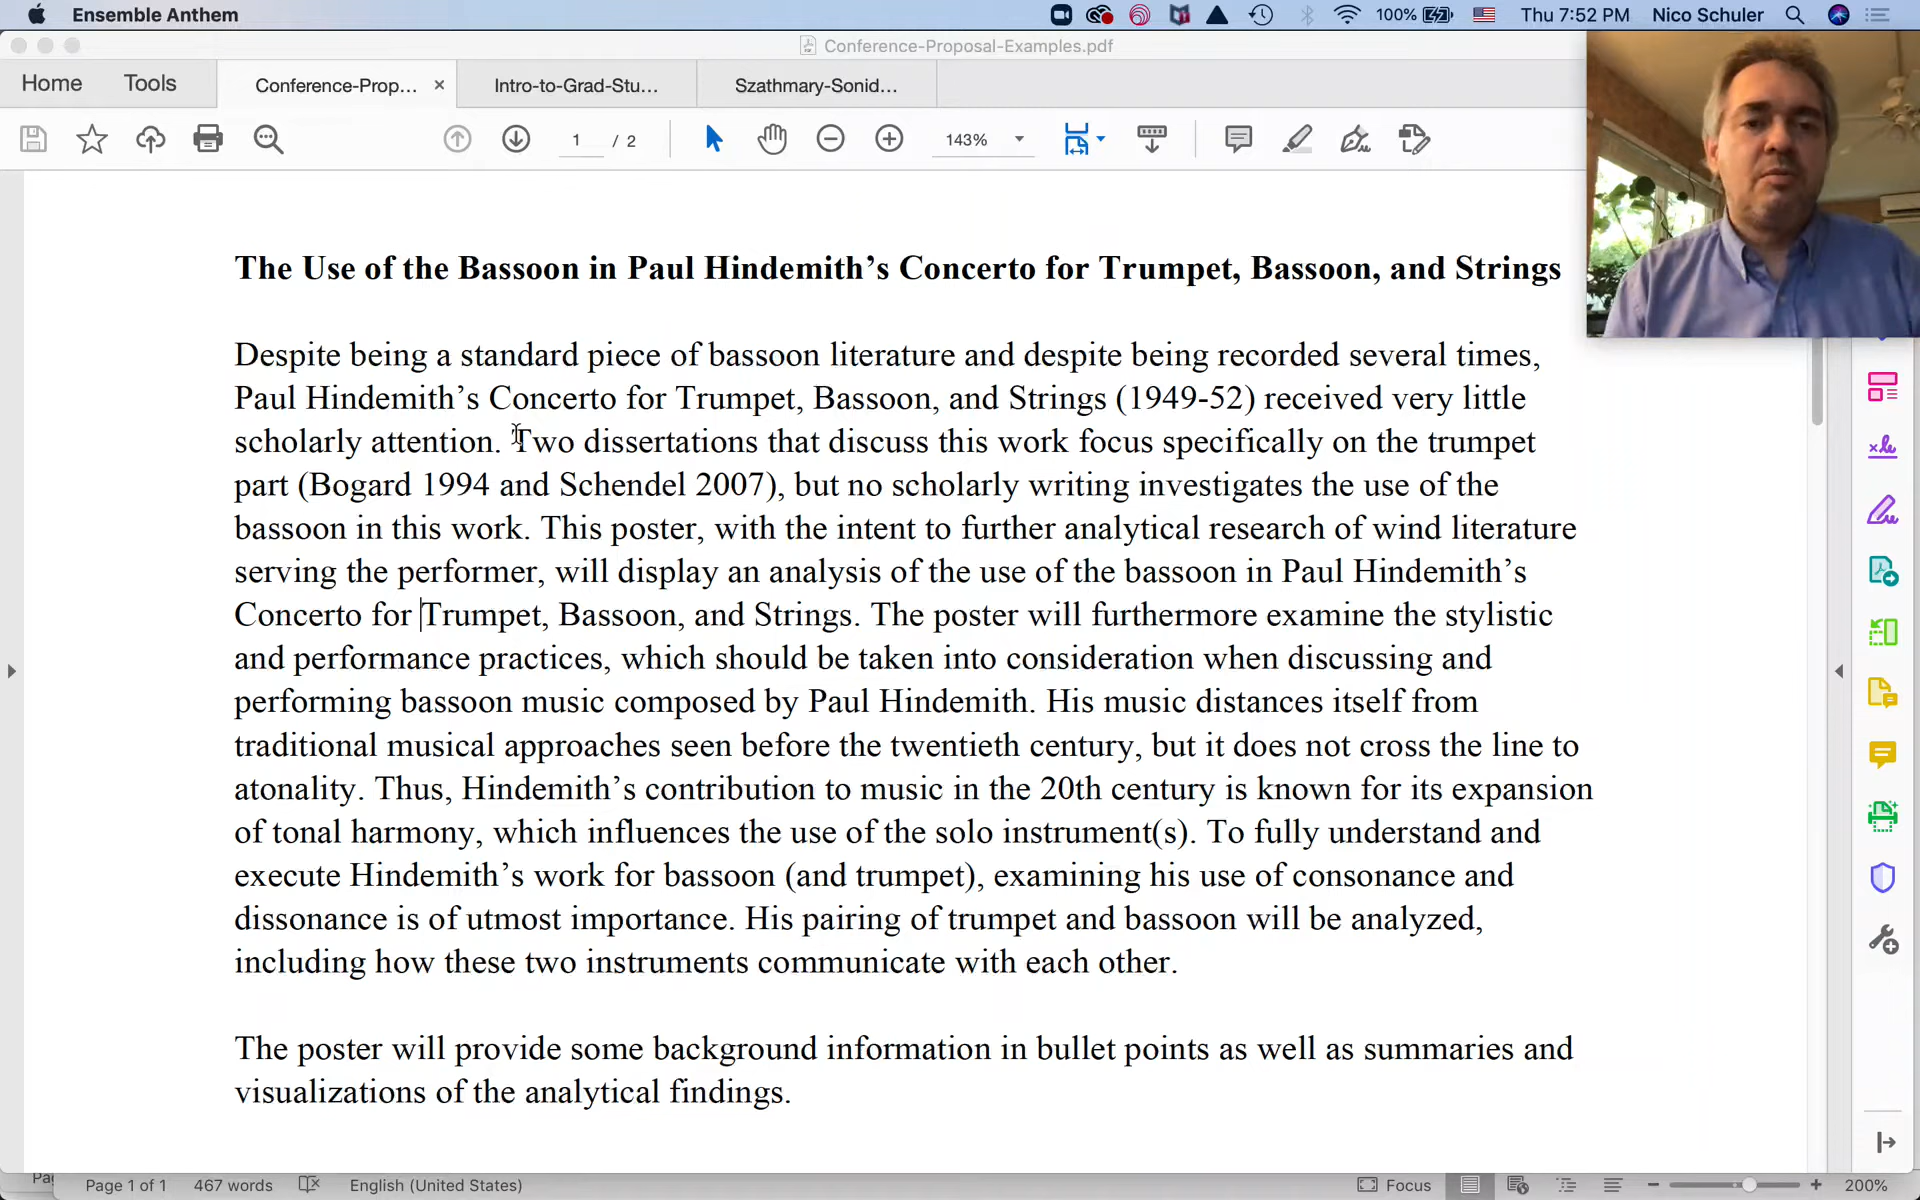 Ensemble Anthem
100%
Thu 7:52 PM
Nico Schuler
Conference-Proposal-Examples.pdf
Home
Tools
Conference-Prop...
Intro-to-Grad-Stu...
Szathmary-Sonid...
1 / 2
143%
The Use of the Bassoon in Paul Hindemith’s Concerto for Trumpet, Bassoon, and Strings
Despite being a standard piece of bassoon literature and despite being recorded several times,
Paul Hindemith’s Concerto for Trumpet, Bassoon, and Strings (1949-52) received very little
scholarly attention. Two dissertations that discuss this work focus specifically on the trumpet
part (Bogard 1994 and Schendel 2007), but no scholarly writing investigates the use of the
bassoon in this work. This poster, with the intent to further analytical research of wind literature
serving the performer, will display an analysis of the use of the bassoon in Paul Hindemith’s
Concerto for Trumpet, Bassoon, and Strings. The poster will furthermore examine the stylistic
and performance practices, which should be taken into consideration when discussing and
performing bassoon music composed by Paul Hindemith. His music distances itself from
traditional musical approaches seen before the twentieth century, but it does not cross the line to
atonality. Thus, Hindemith’s contribution to music in the 20th century is known for its expansion
of tonal harmony, which influences the use of the solo instrument(s). To fully understand and
execute Hindemith’s work for bassoon (and trumpet), examining his use of consonance and
dissonance is of utmost importance. His pairing of trumpet and bassoon will be analyzed,
including how these two instruments communicate with each other.
The poster will provide some background information in bullet points as well as summaries and
visualizations of the analytical findings.
Page 1 of 1
467 words
English (United States)
Focus
200%